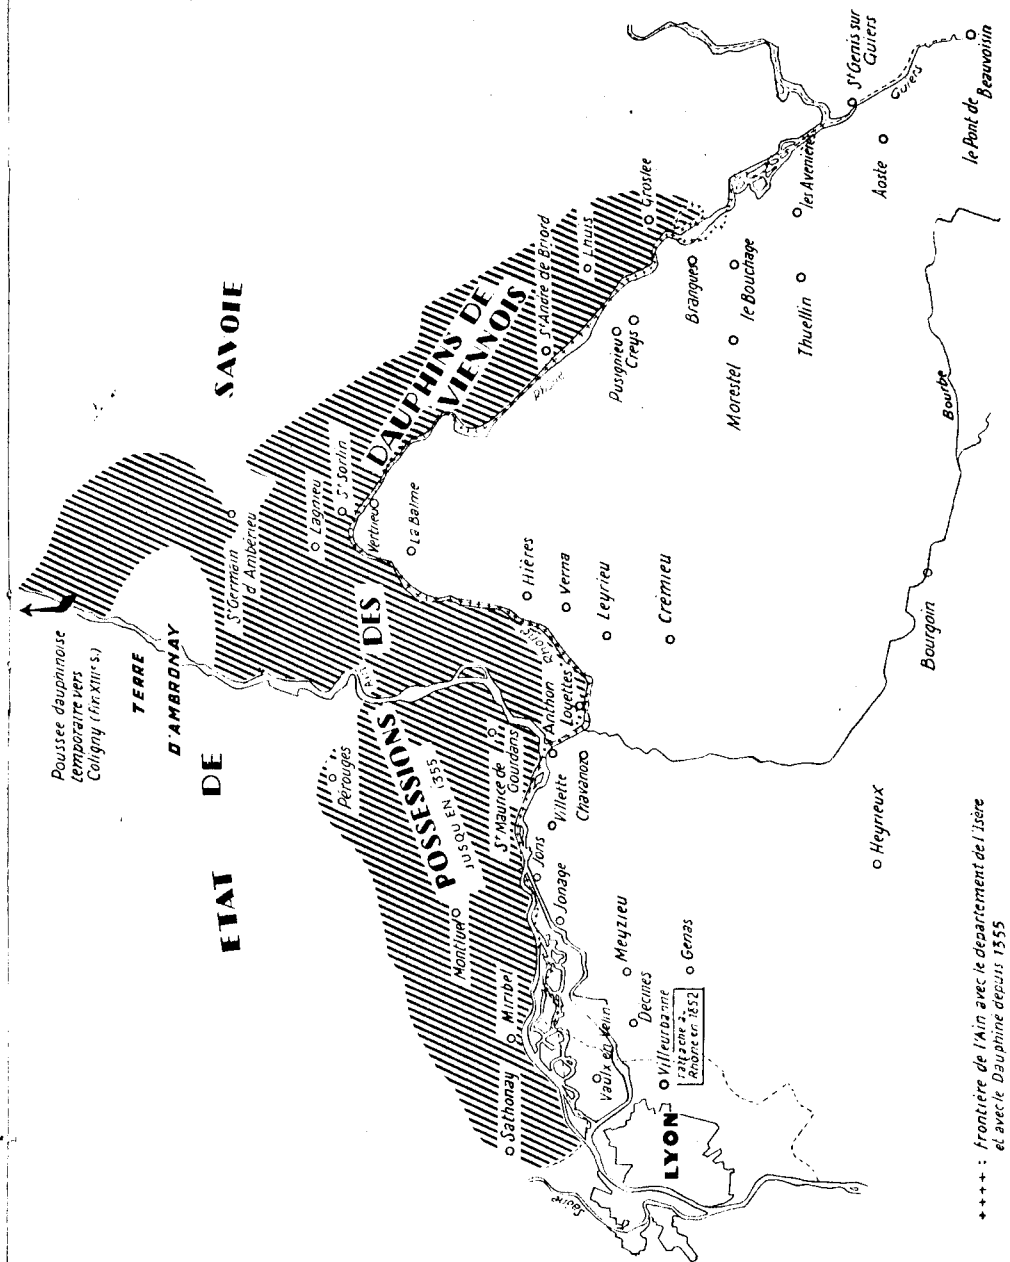 Poussée dauphinoise
temporaire vers
Coligny (fin XIIIe s.)
TERRE
D'AMBRONAY
ETAT DE SAVOIE
St Germain
d'Ambérieu
Lagnieu
St Sorlin
Vertrieu
La Balme
Pérouges
POSSESSIONS DES DAUPHINS DE
VIENNOIS
JUSQU'EN 1355
Ain
Montluel
St Maurice de
Gourdans
Miribel
Sathonay
Anthon
Loyettes
Villette
Chavanoz
Jons
Jonage
Rhône
Hières
Verna
Leyrieu
Crémieu
St André de Briord
Lhuis
Groslée
Rhône
Pusignieu
Creys
Brangues
Morestel
le Bouchage
Thuellin
les Avenières
Aoste
St Genis sur
Guiers
Guiers
le Pont de
Beauvoisin
Bourbe
Bourgoin
Heyrieux
Meyzieu
Genas
Decines
Vaulx en Velin
Villeurbanne
rattaché au
Rhône en 1852
LYON
Saône
++++ : Frontière de l'Ain avec le département de l'Isère
et avec le Dauphiné depuis 1355